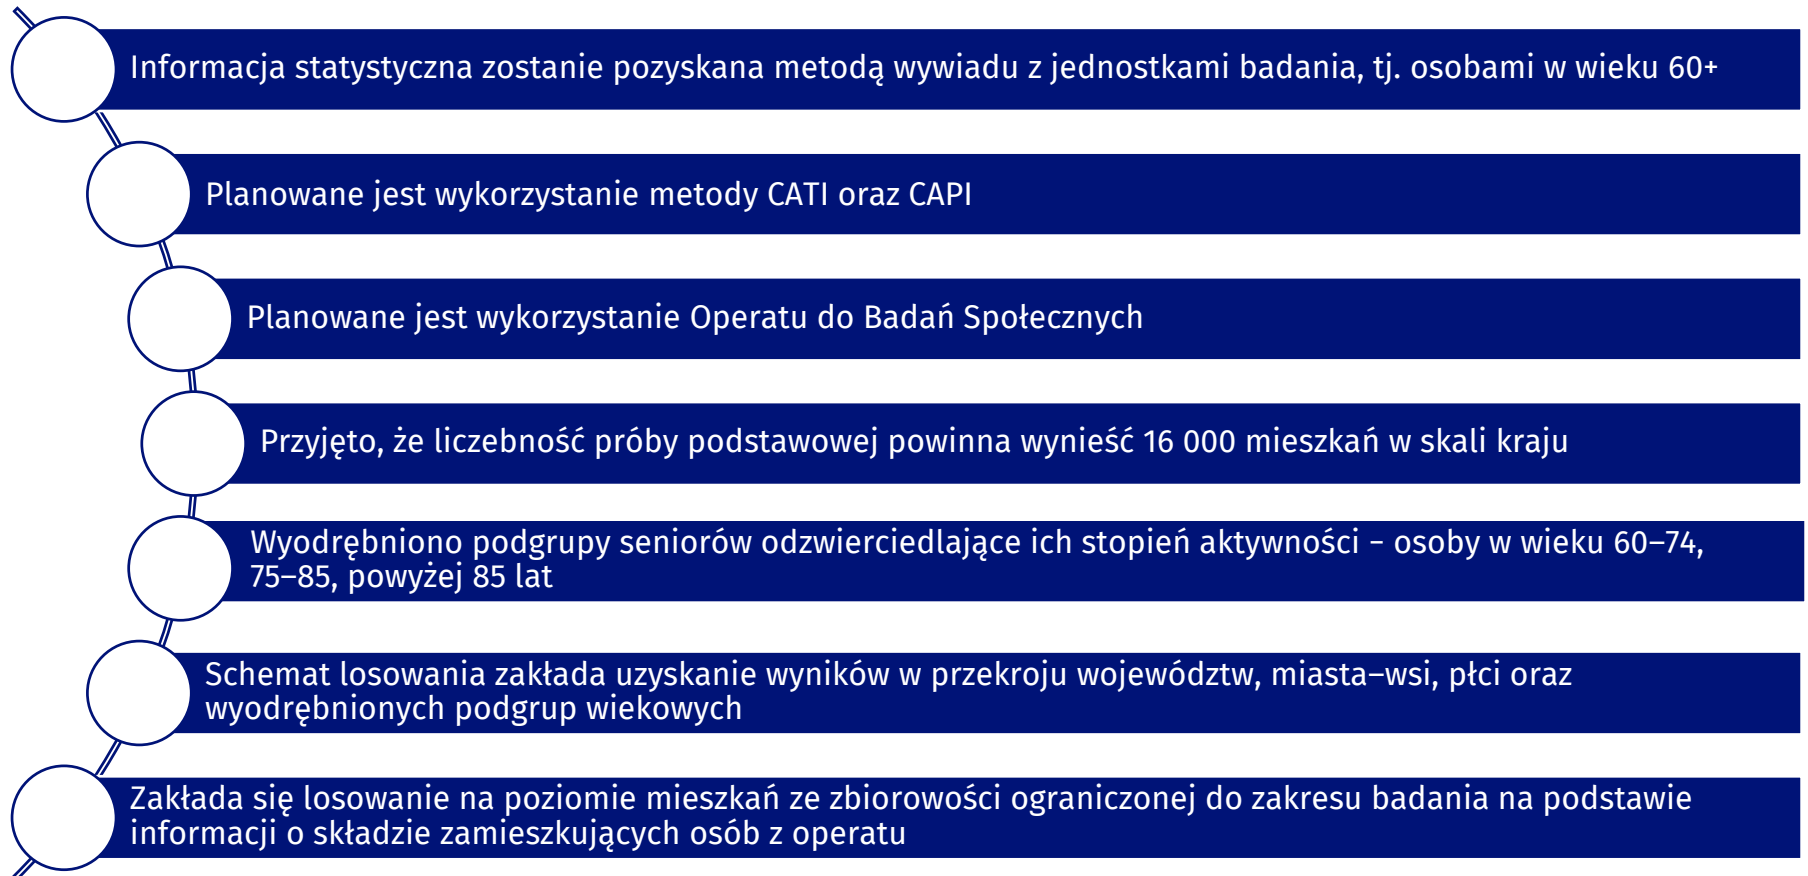 Informacja statystyczna zostanie pozyskana metodą wywiadu z jednostkami badania, tj. osobami w wieku 60+
Planowane jest wykorzystanie metody CATI oraz CAPI
Planowane jest wykorzystanie Operatu do Badań Społecznych
Przyjęto, że liczebność próby podstawowej powinna wynieść 16 000 mieszkań w skali kraju
Wyodrębniono podgrupy seniorów odzwierciedlające ich stopień aktywności − osoby w wieku 60–74,
75–85, powyżej 85 lat
Schemat losowania zakłada uzyskanie wyników w przekroju województw, miasta–wsi, płci oraz
wyodrębnionych podgrup wiekowych
Zakłada się losowanie na poziomie mieszkań ze zbiorowości ograniczonej do zakresu badania na podstawie
informacji o składzie zamieszkujących osób z operatu